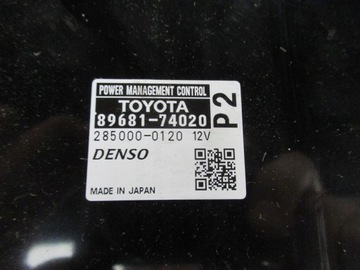 POWER MANAGEMENT CONTROL
TOYOTA
89681-74020
285000-0120 12V
P2
DENSO
MADE IN JAPAN